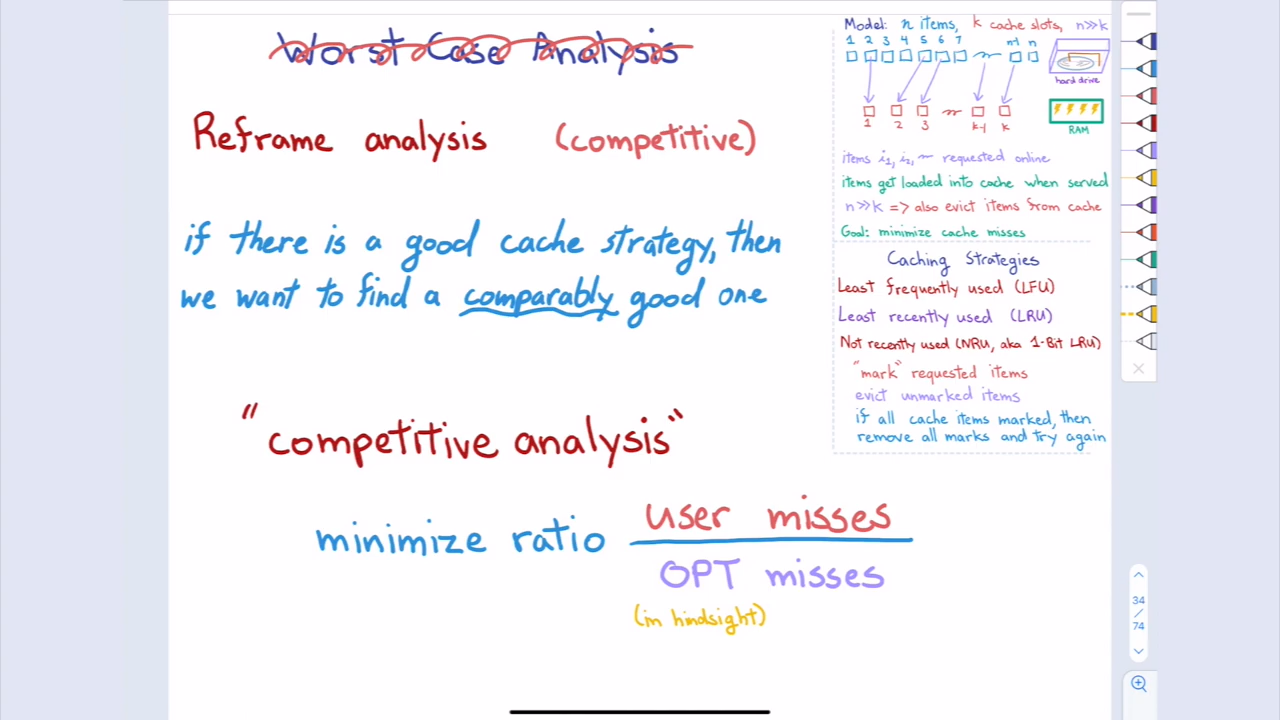 Worst Case Analysis
Reframe analysis (competitive)
if there is a good cache strategy, then
we want to find a comparably good one
"competitive analysis"
minimize ratio user misses
OPT misses
(in hindsight)
Model: n items, k cache slots, n≫k
1 2 3 4 5 6 7 n-1 n
hard drive
1 2 3 k-1 k
RAM
items i₁, i₂, ~ requested online
items get loaded into cache when served
n≫k => also evict items from cache
Goal: minimize cache misses
Caching Strategies
Least frequently used (LFU)
Least recently used (LRU)
Not recently used (NRU, aka 1-Bit LRU)
"mark" requested items
evict unmarked items
if all cache items marked, then
remove all marks and try again
34
/
74